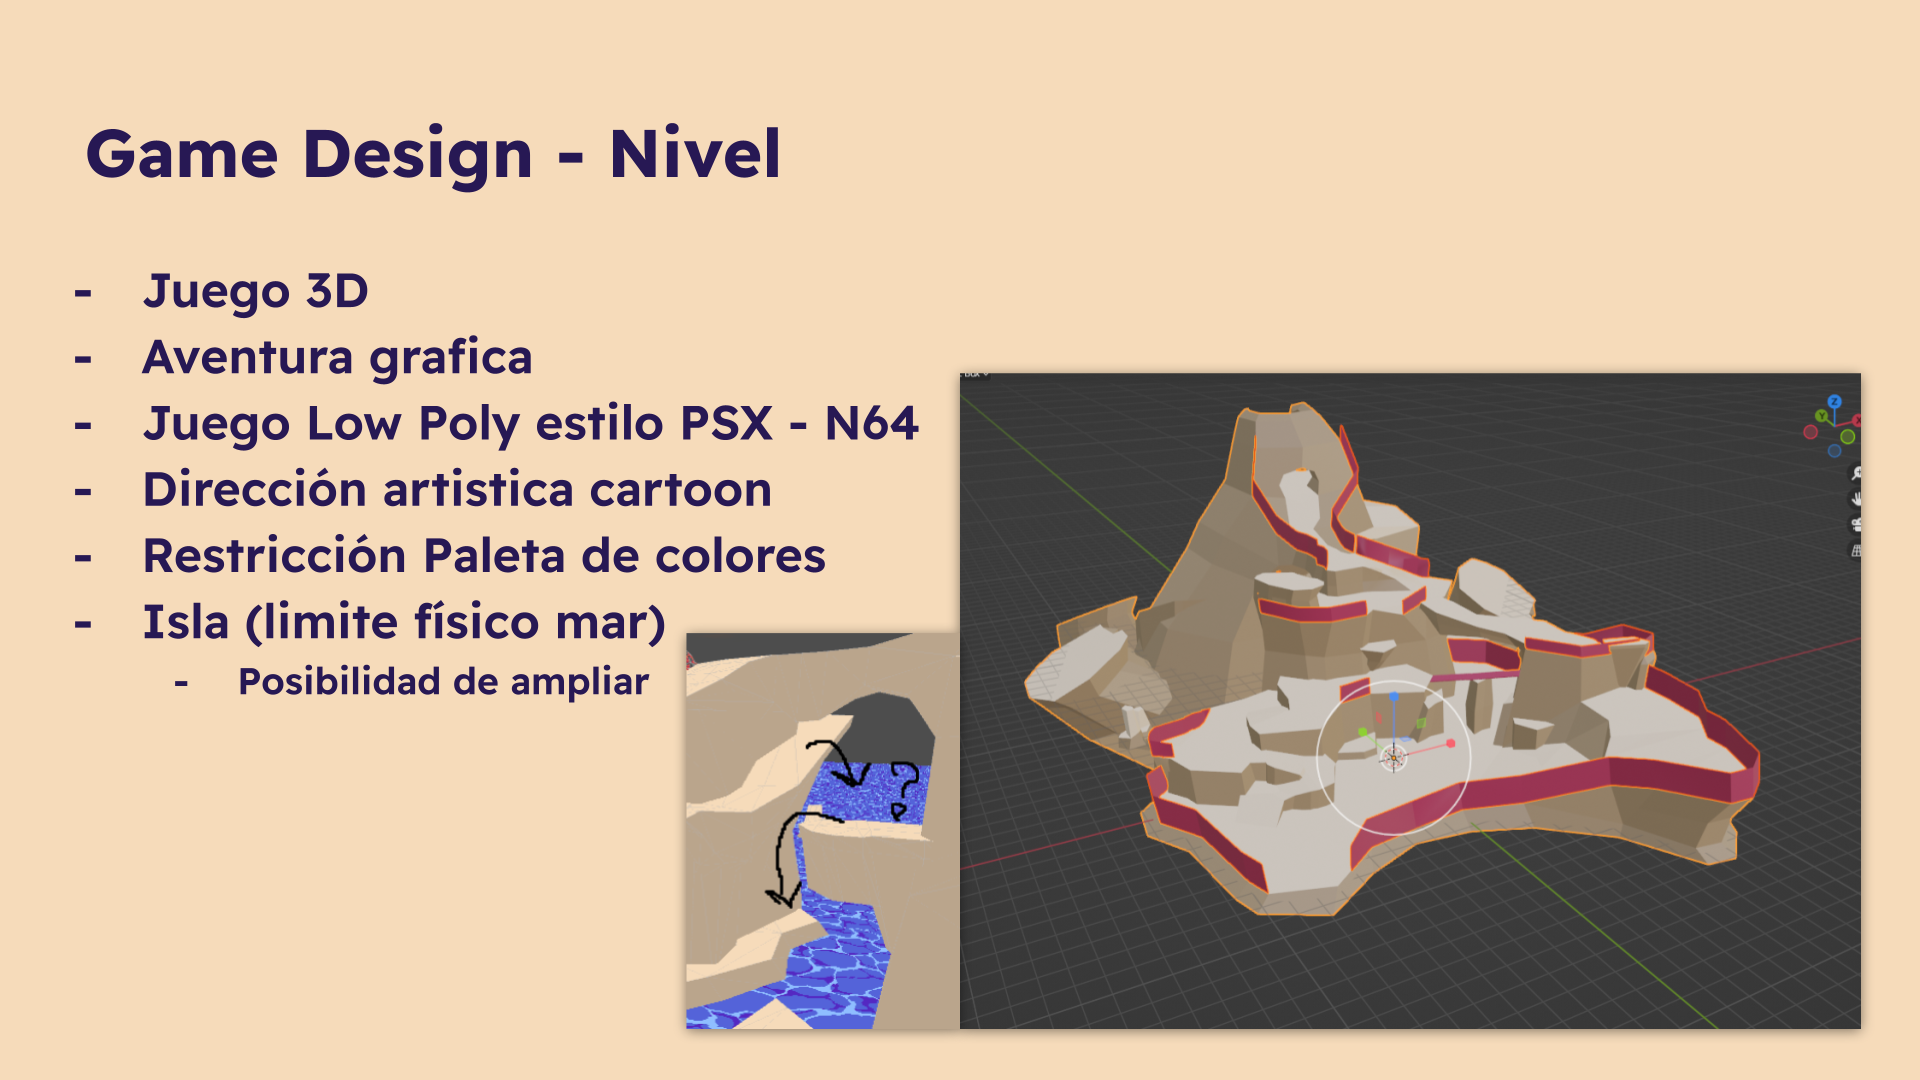 Game Design - Nivel
- Juego 3D
- Aventura grafica
- Juego Low Poly estilo PSX - N64
- Dirección artistica cartoon
- Restricción Paleta de colores
- Isla (limite físico mar)
- Posibilidad de ampliar
?
Z
Y
X